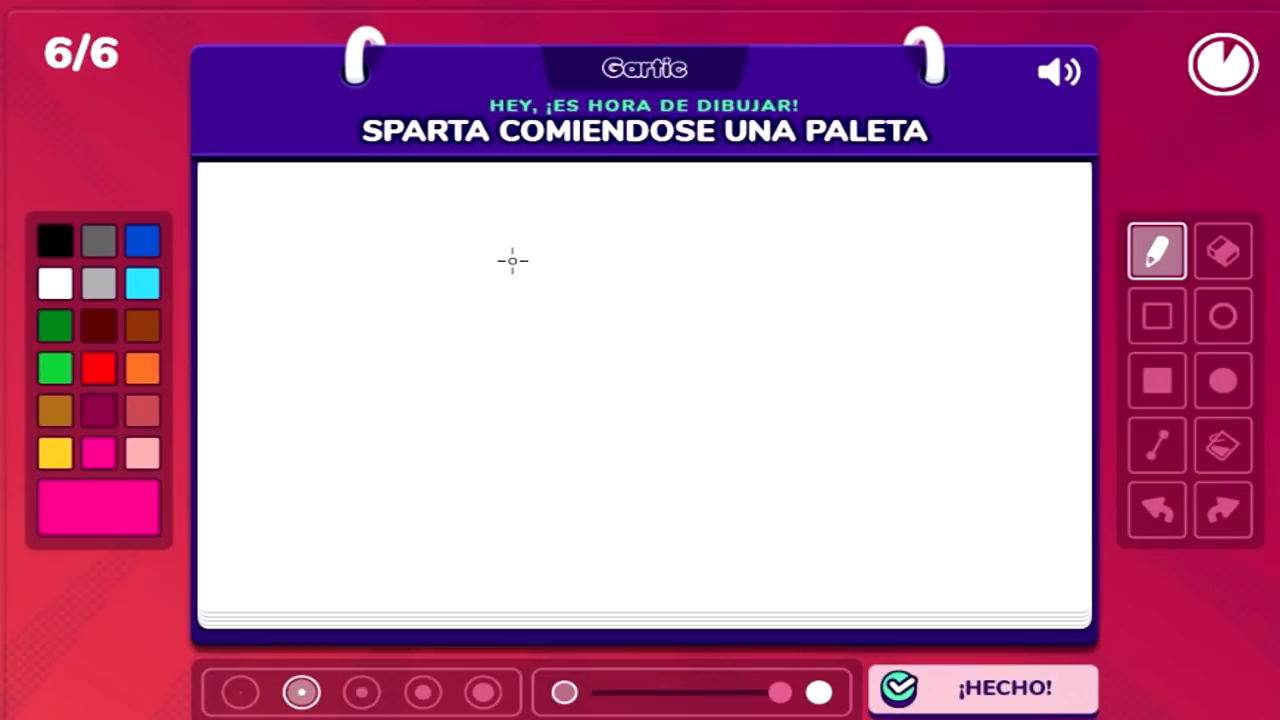 6/6
Gartic
HEY, ¡ES HORA DE DIBUJAR!
SPARTA COMIENDOSE UNA PALETA
¡HECHO!